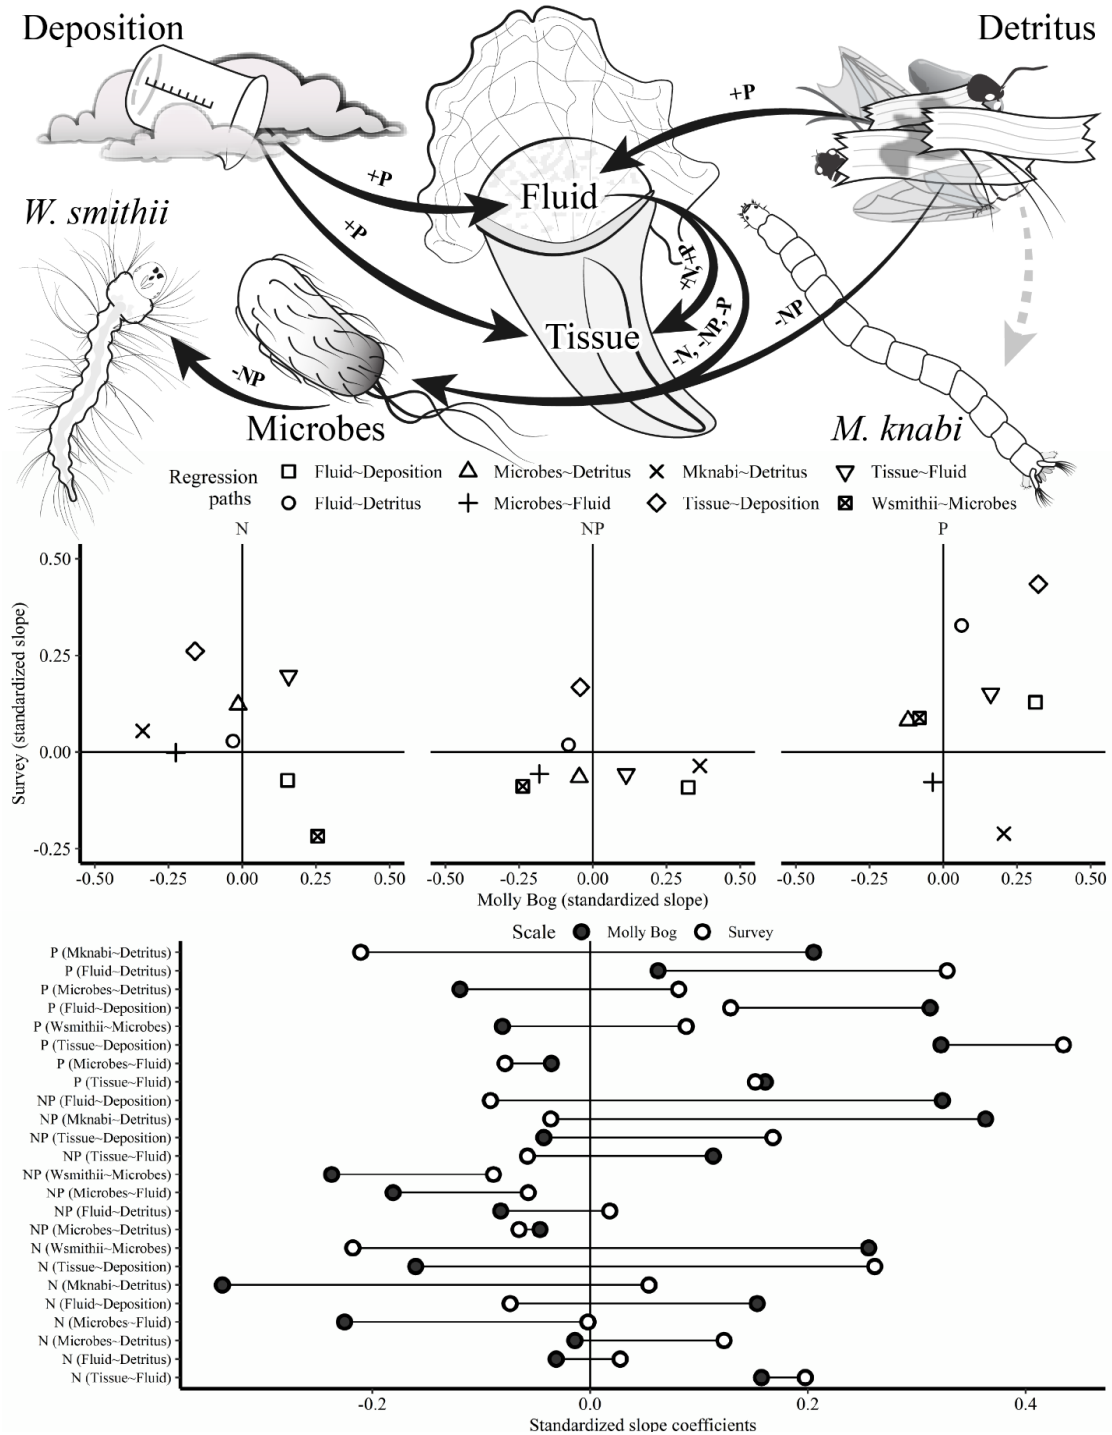 Deposition
Detritus
+P
+P
Fluid
W. smithii
+P
+N,+P
Tissue
-N, -NP, -P
-NP
-NP
Microbes
M. knabi
Regression paths
Fluid~Deposition
Microbes~Detritus
Mknabi~Detritus
Tissue~Fluid
Fluid~Detritus
Microbes~Fluid
Tissue~Deposition
Wsmithii~Microbes
N
NP
P
Survey (standardized slope)
0.50
0.25
0.00
-0.25
-0.50 -0.25 0.00 0.25 0.50
-0.50 -0.25 0.00 0.25 0.50
-0.50 -0.25 0.00 0.25 0.50
Molly Bog (standardized slope)
Scale Molly Bog Survey
P (Mknabi~Detritus)
P (Fluid~Detritus)
P (Microbes~Detritus)
P (Fluid~Deposition)
P (Wsmithii~Microbes)
P (Tissue~Deposition)
P (Microbes~Fluid)
P (Tissue~Fluid)
NP (Fluid~Deposition)
NP (Mknabi~Detritus)
NP (Tissue~Deposition)
NP (Tissue~Fluid)
NP (Wsmithii~Microbes)
NP (Microbes~Fluid)
NP (Fluid~Detritus)
NP (Microbes~Detritus)
N (Wsmithii~Microbes)
N (Tissue~Deposition)
N (Mknabi~Detritus)
N (Fluid~Deposition)
N (Microbes~Fluid)
N (Microbes~Detritus)
N (Fluid~Detritus)
N (Tissue~Fluid)
-0.2 0.0 0.2 0.4
Standardized slope coefficients